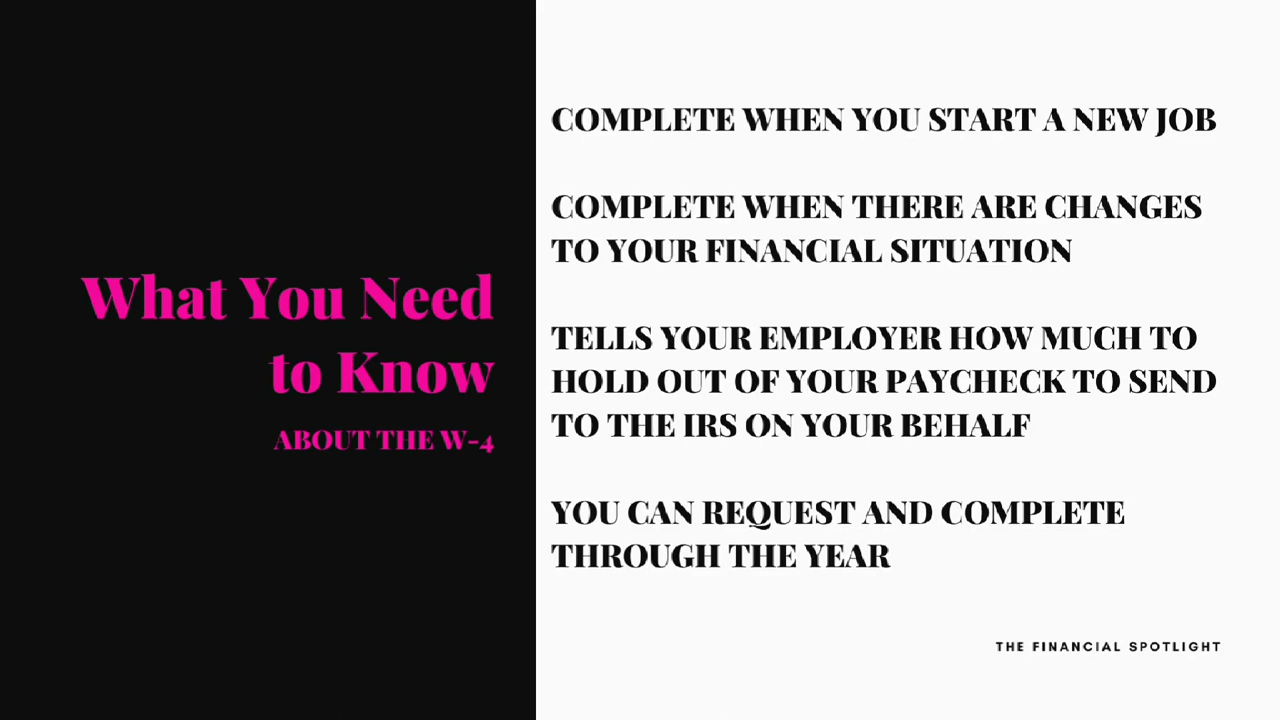 What You Need
to Know
ABOUT THE W-4
COMPLETE WHEN YOU START A NEW JOB
COMPLETE WHEN THERE ARE CHANGES
TO YOUR FINANCIAL SITUATION
TELLS YOUR EMPLOYER HOW MUCH TO
HOLD OUT OF YOUR PAYCHECK TO SEND
TO THE IRS ON YOUR BEHALF
YOU CAN REQUEST AND COMPLETE
THROUGH THE YEAR
THE FINANCIAL SPOTLIGHT